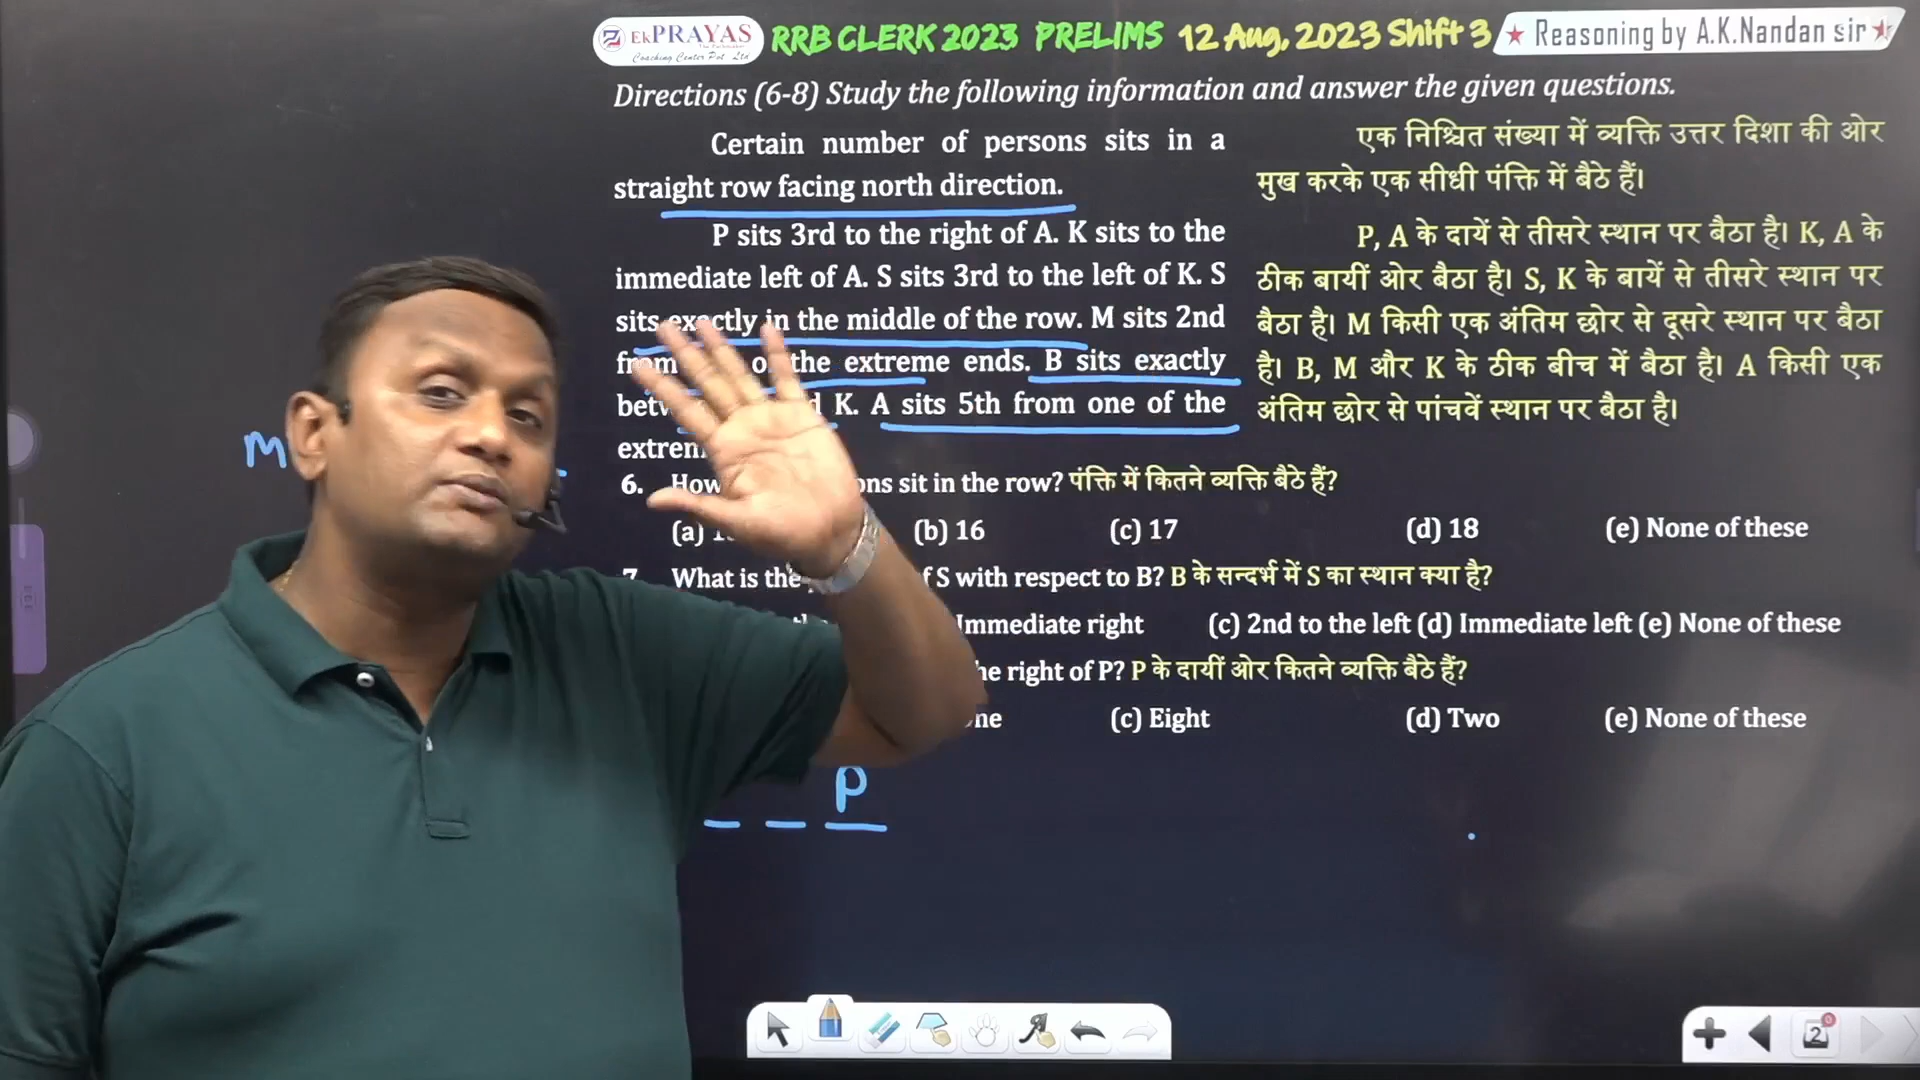 EKPRAYAS
Coaching Center Pvt Ltd
RRB CLERK 2023 PRELIMS 12 Aug, 2023 Shift 3
Reasoning by A.K.Nandan sir
Directions (6-8) Study the following information and answer the given questions.
Certain number of persons sits in a
straight row facing north direction.
P sits 3rd to the right of A. K sits to the
immediate left of A. S sits 3rd to the left of K. S
sits exactly in the middle of the row. M sits 2nd
from the extreme ends. B sits exactly
K. A sits 5th from one of the
एक निश्चित संख्या में व्यक्ति उत्तर दिशा की ओर
मुख करके एक सीधी पंक्ति में बैठे हैं।
P, A के दायें से तीसरे स्थान पर बैठा है। K, A के
ठीक बायीं ओर बैठा है। S, K के बायें से तीसरे स्थान पर
बैठा है। M किसी एक अंतिम छोर से दूसरे स्थान पर बैठा
है। B, M और K के ठीक बीच में बैठा है। A किसी एक
अंतिम छोर से पांचवें स्थान पर बैठा है।
M
6. How sit in the row? पंक्ति में कितने व्यक्ति बैठे हैं?
(a) (b) 16 (c) 17 (d) 18 (e) None of these
7. What is the S with respect to B? B के सन्दर्भ में S का स्थान क्या है?
Immediate right (c) 2nd to the left (d) Immediate left (e) None of these
the right of P? P के दायीं ओर कितने व्यक्ति बैठे हैं?
(c) Eight (d) Two (e) None of these
P
2